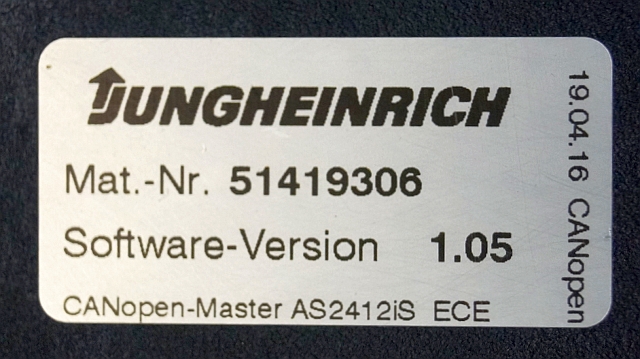 JUNGHEINRICH
Mat.-Nr. 51419306
Software-Version 1.05
CANopen-Master AS2412iS ECE
19.04.16 CANopen